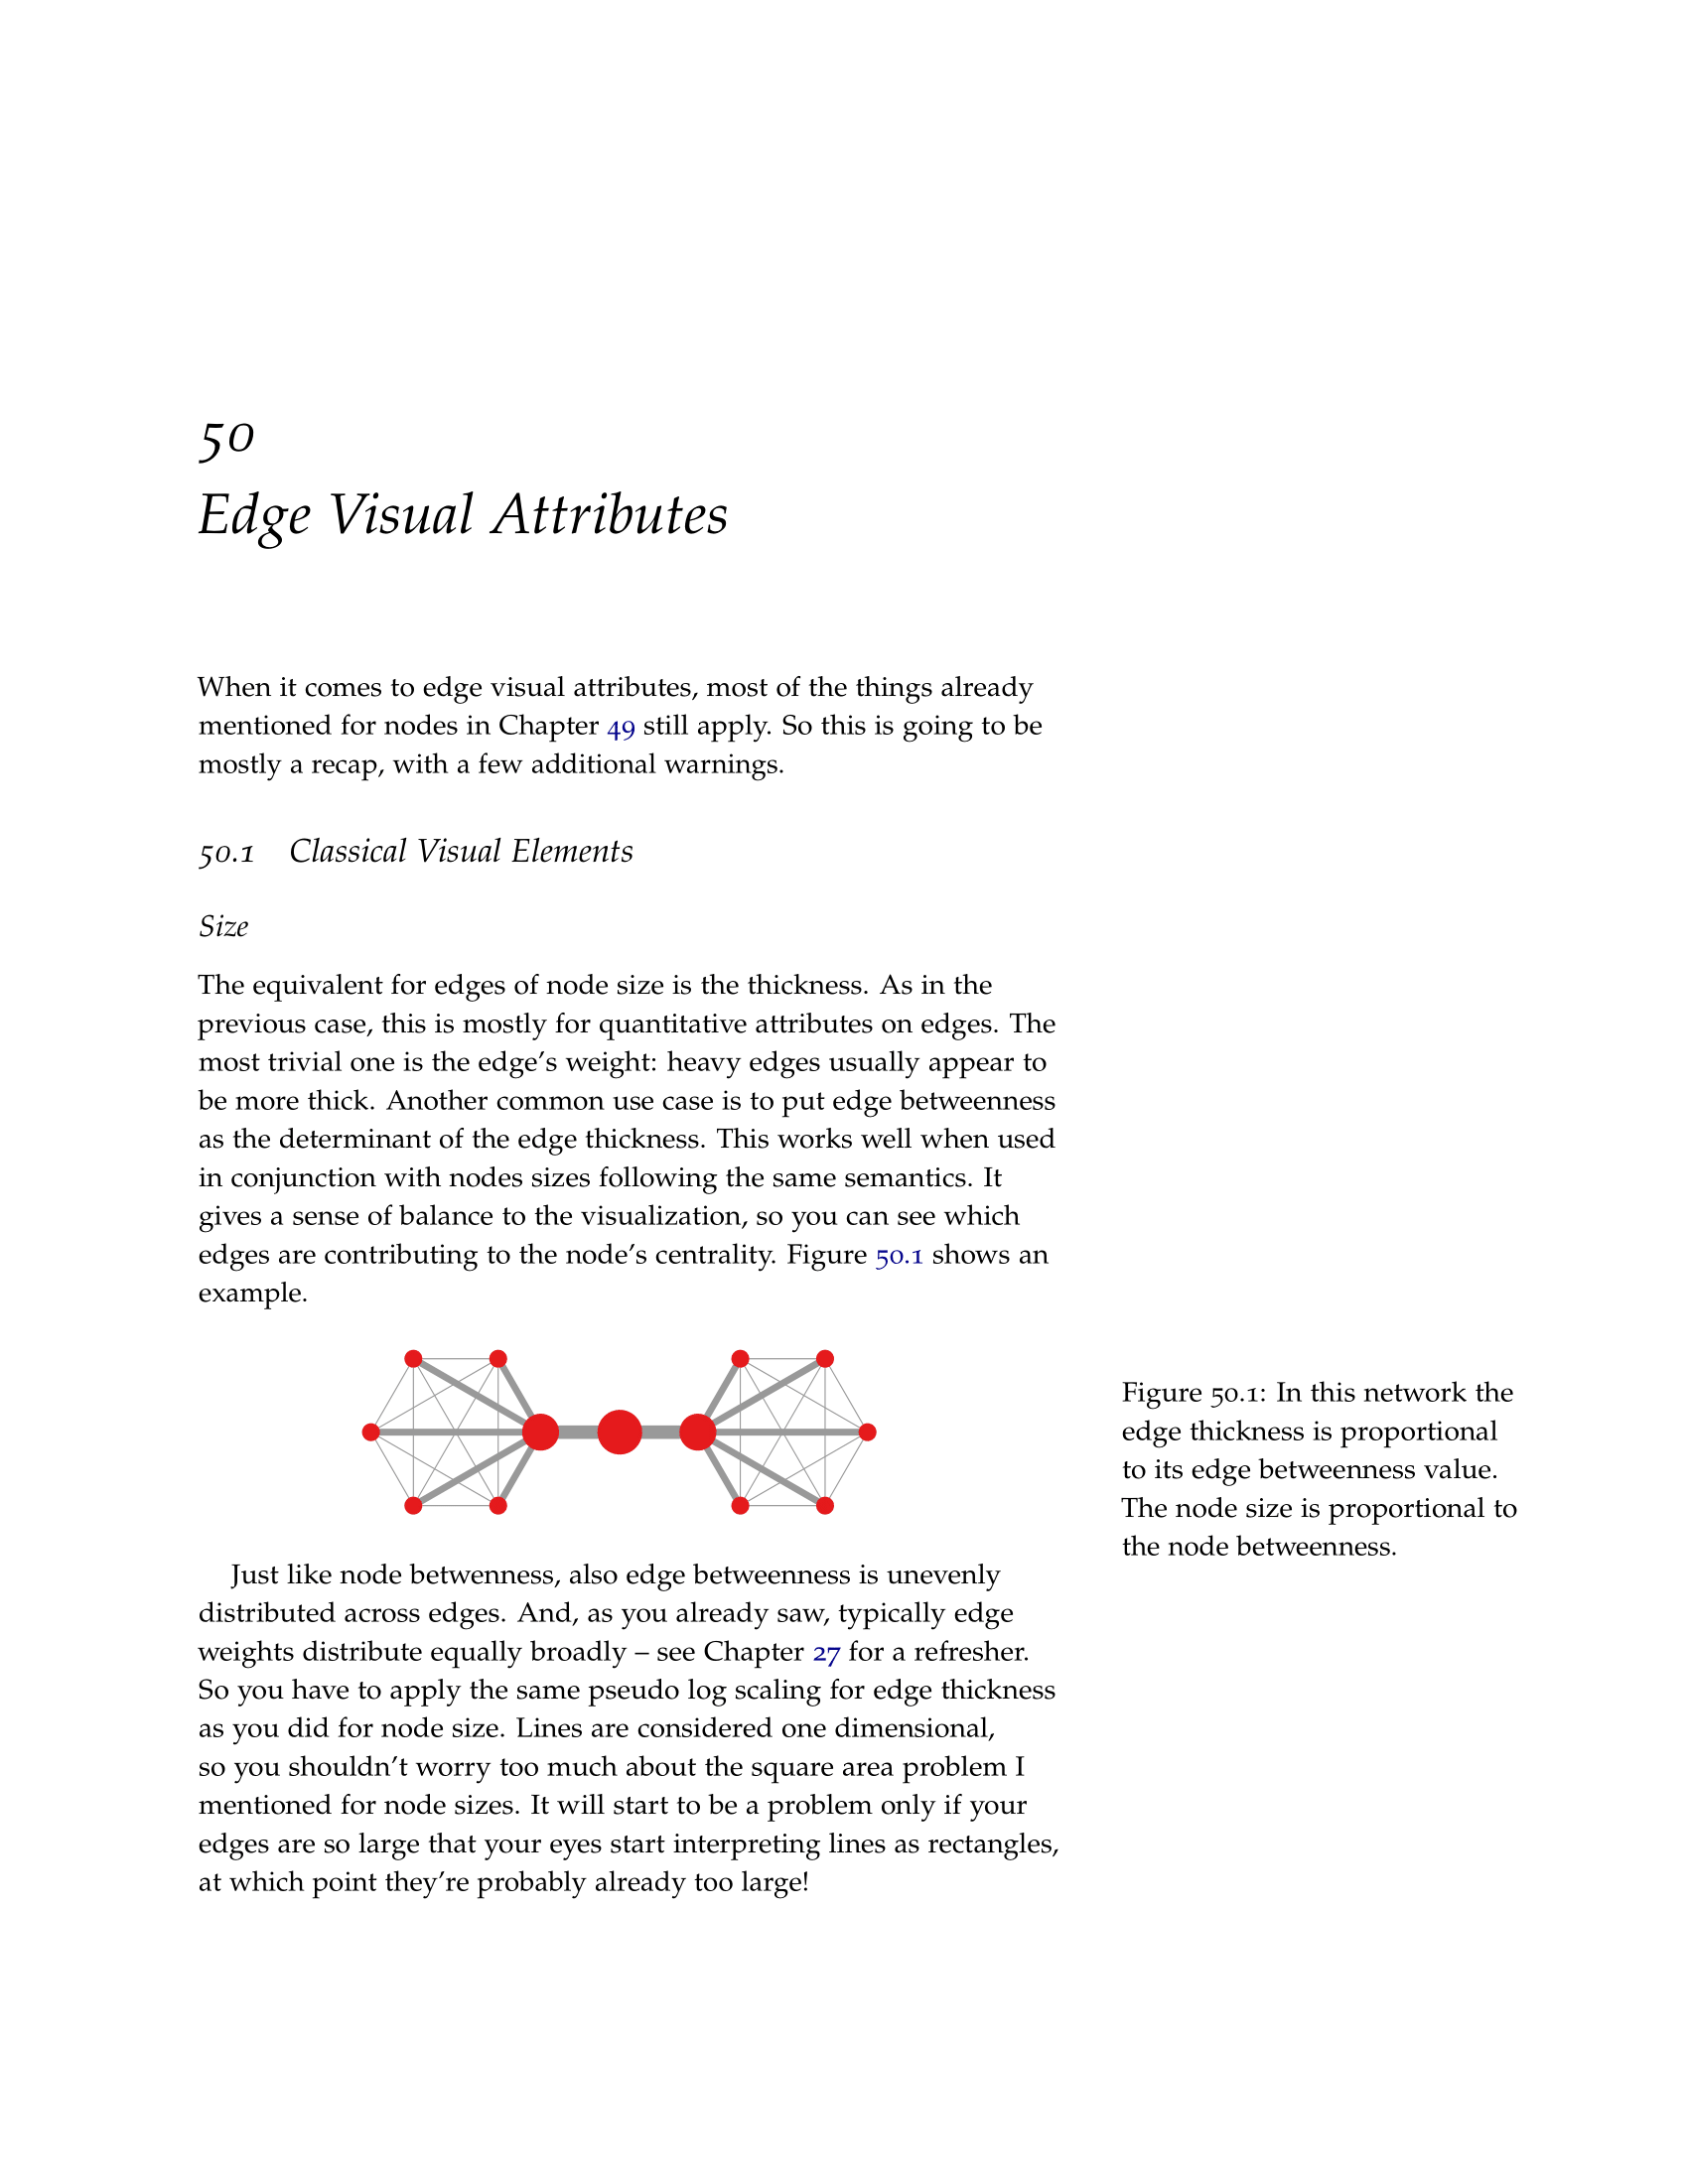 50
Edge Visual Attributes
When it comes to edge visual attributes, most of the things already
mentioned for nodes in Chapter 49 still apply. So this is going to be
mostly a recap, with a few additional warnings.
50.1 Classical Visual Elements
Size
The equivalent for edges of node size is the thickness. As in the
previous case, this is mostly for quantitative attributes on edges. The
most trivial one is the edge's weight: heavy edges usually appear to
be more thick. Another common use case is to put edge betweenness
as the determinant of the edge thickness. This works well when used
in conjunction with nodes sizes following the same semantics. It
gives a sense of balance to the visualization, so you can see which
edges are contributing to the node's centrality. Figure 50.1 shows an
example.
Figure 50.1: In this network the
edge thickness is proportional
to its edge betweenness value.
The node size is proportional to
the node betweenness.
Just like node betwenness, also edge betweenness is unevenly
distributed across edges. And, as you already saw, typically edge
weights distribute equally broadly – see Chapter 27 for a refresher.
So you have to apply the same pseudo log scaling for edge thickness
as you did for node size. Lines are considered one dimensional,
so you shouldn't worry too much about the square area problem I
mentioned for node sizes. It will start to be a problem only if your
edges are so large that your eyes start interpreting lines as rectangles,
at which point they're probably already too large!